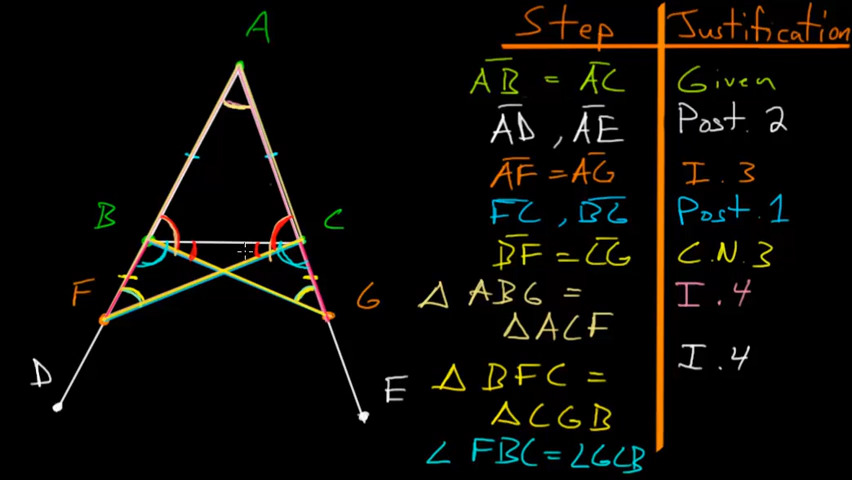 A
B
C
F
G
D
E
Step Justification
AB = AC Given
AD, AE Post. 2
AF = AG I. 3
FC, BG Post. 1
BF = CG C.N. 3
△ ABG = I. 4
△ACF
△ BFC = I. 4
△CGB
∠ FBC = ∠GCB